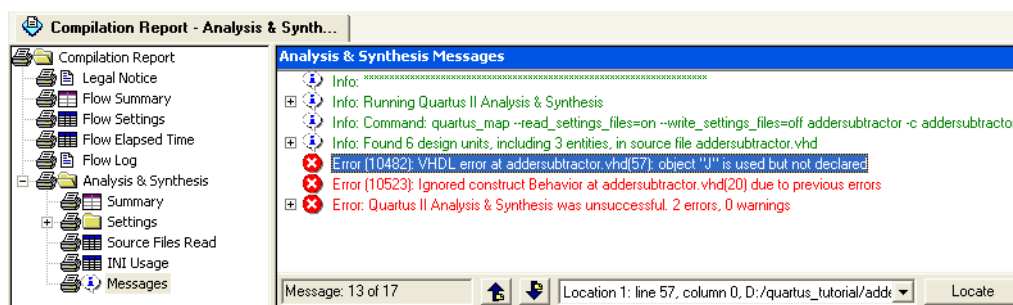 Compilation Report - Analysis & Synth...
Compilation Report
Legal Notice
Flow Summary
Flow Settings
Flow Elapsed Time
Flow Log
Analysis & Synthesis
Summary
Settings
Source Files Read
INI Usage
Messages
Analysis & Synthesis Messages
Info: *******************************************************************
Info: Running Quartus II Analysis & Synthesis
Info: Command: quartus_map --read_settings_files=on --write_settings_files=off addersubtractor -c addersubtractor
Info: Found 6 design units, including 3 entities, in source file addersubtractor.vhd
Error (10482): VHDL error at addersubtractor.vhd(57): object "J" is used but not declared
Error (10523): Ignored construct Behavior at addersubtractor.vhd(20) due to previous errors
Error: Quartus II Analysis & Synthesis was unsuccessful. 2 errors, 0 warnings
Message: 13 of 17
Location 1: line 57, column 0, D:/quartus_tutorial/adde
Locate